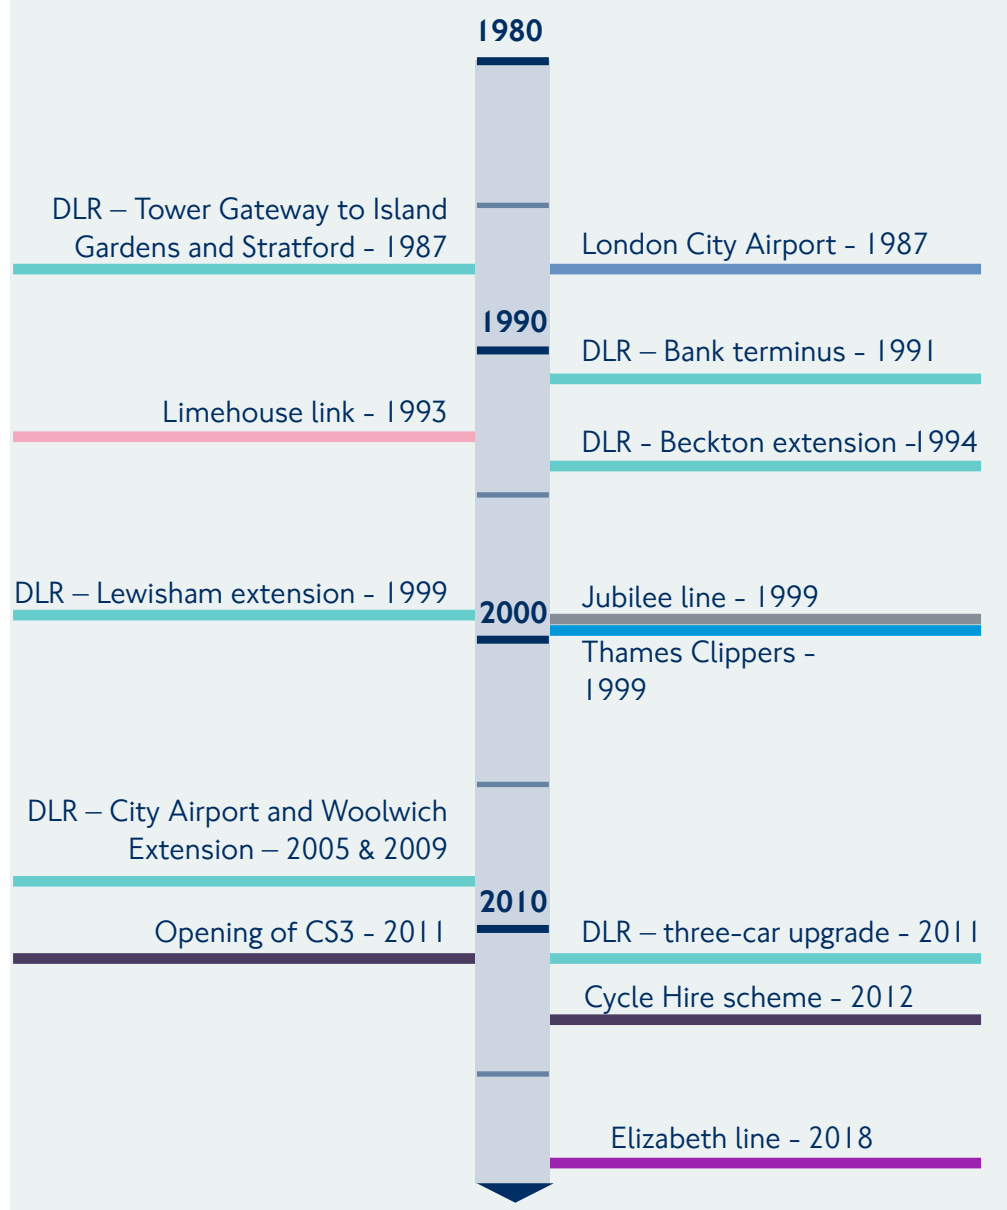 1980
DLR – Tower Gateway to Island
Gardens and Stratford - 1987
London City Airport - 1987
1990
DLR – Bank terminus - 1991
Limehouse link - 1993
DLR - Beckton extension -1994
DLR – Lewisham extension - 1999
Jubilee line - 1999
2000
Thames Clippers -
1999
DLR – City Airport and Woolwich
Extension – 2005 & 2009
2010
Opening of CS3 - 2011
DLR – three-car upgrade - 2011
Cycle Hire scheme - 2012
Elizabeth line - 2018